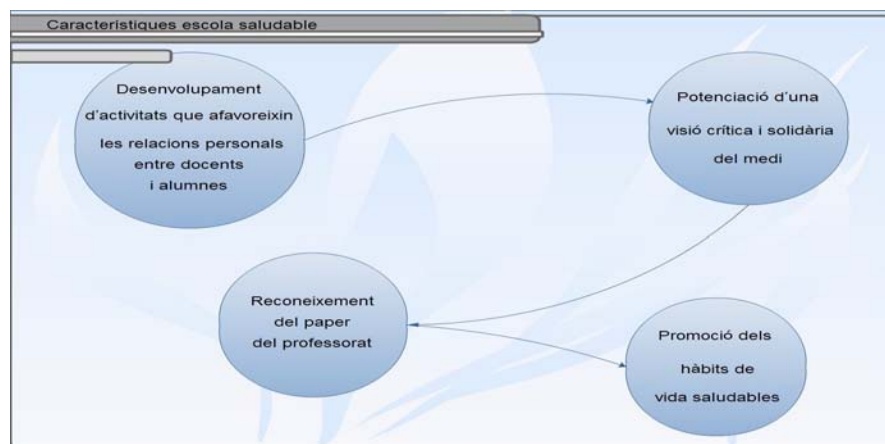 Característiques escola saludable
Desenvolupament
d´activitats que afavoreixin
les relacions personals
entre docents
i alumnes
Potenciació d´una
visió crítica i solidària
del medi
Reconeixement
del paper
del professorat
Promoció dels
hàbits de
vida saludables